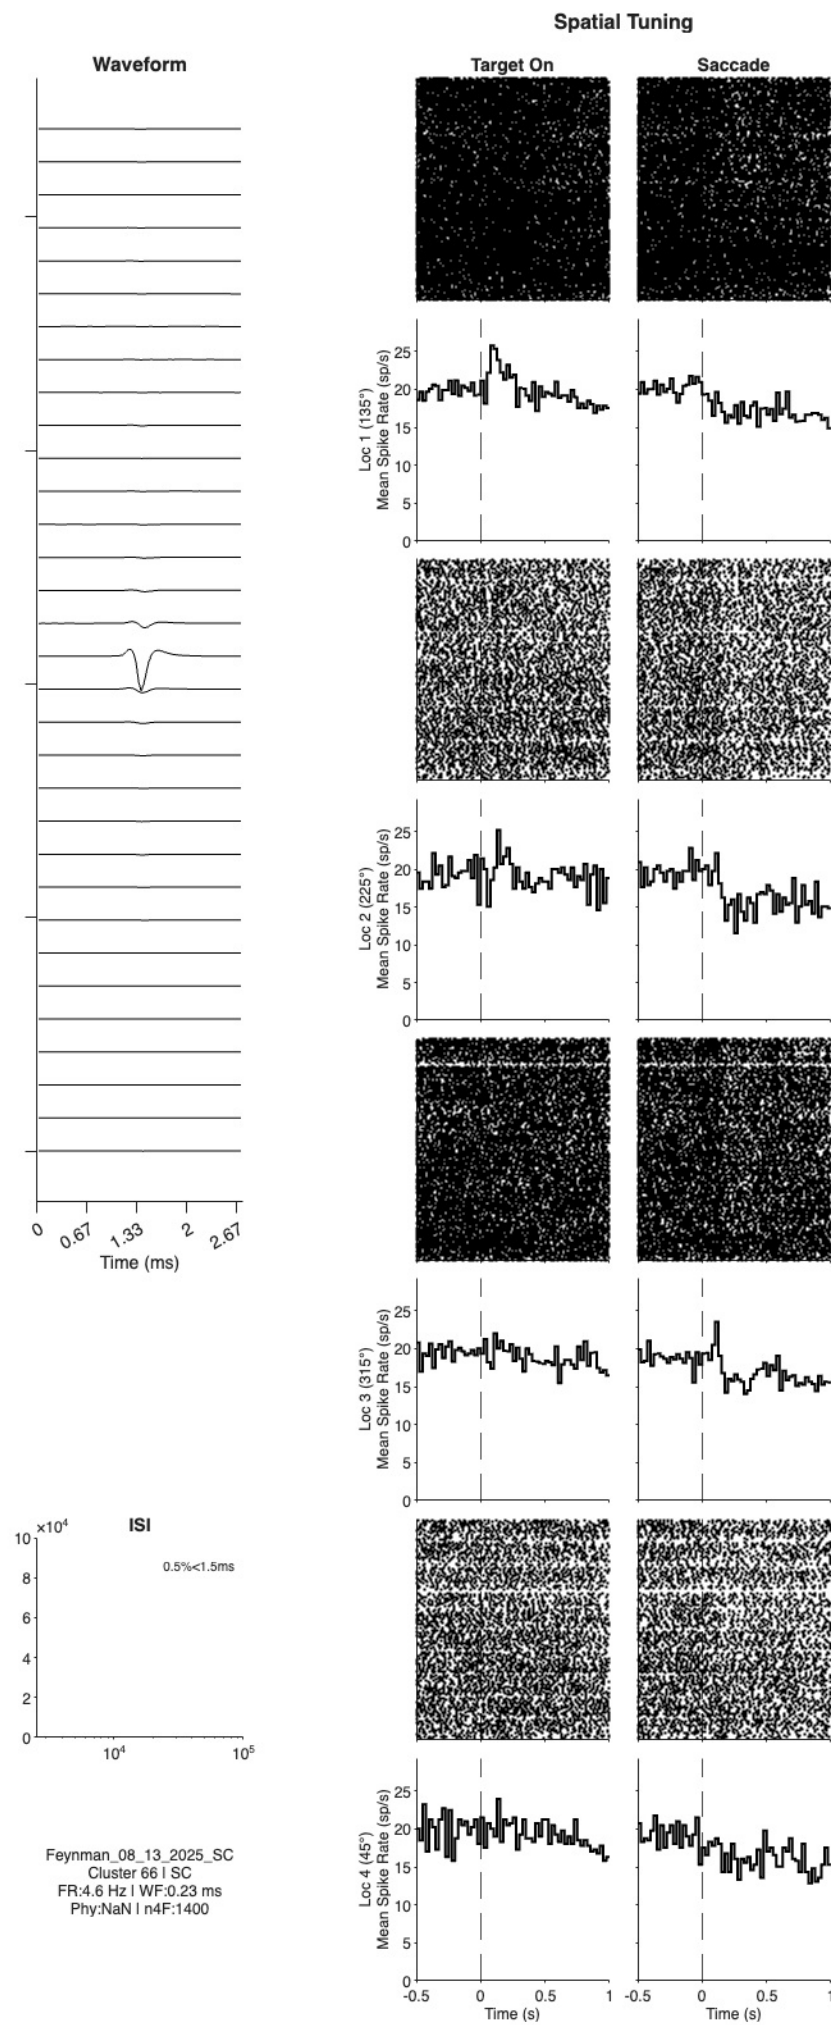 Spatial Tuning
Waveform
Target On
Saccade
0
0.67
1.33
2
2.67
Time (ms)
Loc 1 (135°)
Mean Spike Rate (sp/s)
25
20
15
10
5
0
Loc 2 (225°)
Mean Spike Rate (sp/s)
25
20
15
10
5
0
Loc 3 (315°)
Mean Spike Rate (sp/s)
25
20
15
10
5
0
ISI
×10⁴
10
8
6
4
2
0
0.5%<1.5ms
10⁴
10⁵
Feynman_08_13_2025_SC
Cluster 66 | SC
FR:4.6 Hz | WF:0.23 ms
Phy:NaN | n4F:1400
Loc 4 (45°)
Mean Spike Rate (sp/s)
25
20
15
10
5
0
-0.5
0
0.5
1
Time (s)
-0.5
0
0.5
1
Time (s)